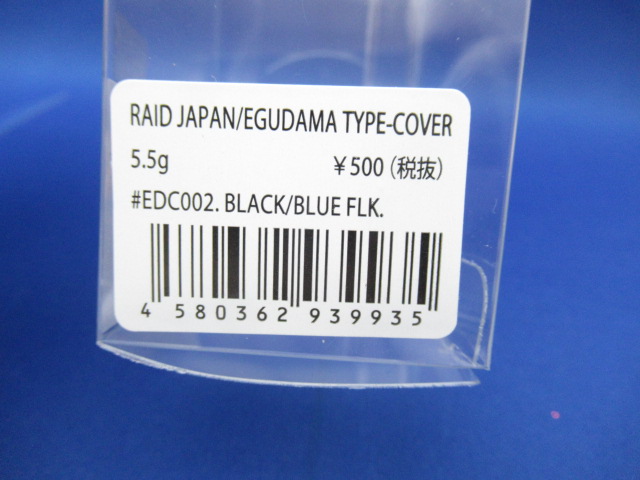 RAID JAPAN/EGUDAMA TYPE-COVER
5.5g ￥500(税抜)
#EDC002. BLACK/BLUE FLK.
4 580362 939935